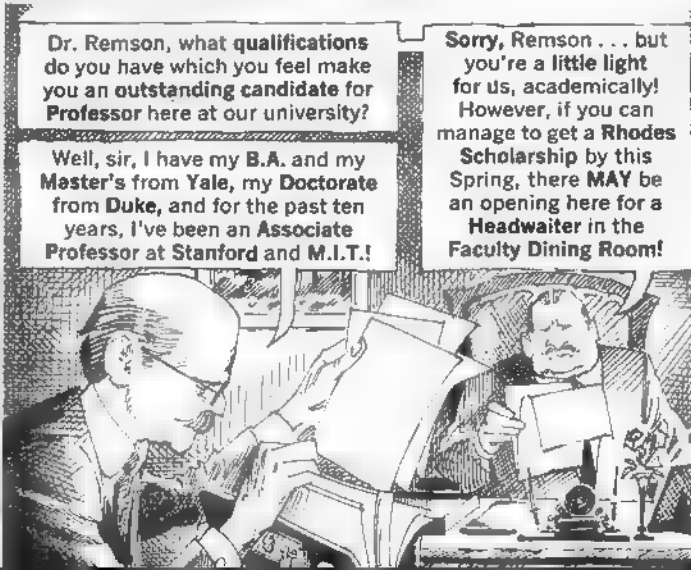 Dr. Remson, what qualifications
do you have which you feel make
you an outstanding candidate for
Professor here at our university?
Well, sir, I have my B.A. and my
Master's from Yale, my Doctorate
from Duke, and for the past ten
years, I've been an Associate
Professor at Stanford and M.I.T.!
Sorry, Remson . . . but
you're a little light
for us, academically!
However, if you can
manage to get a Rhodes
Scholarship by this
Spring, there MAY be
an opening here for a
Headwaiter in the
Faculty Dining Room!